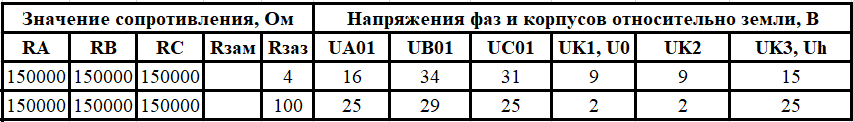 Значение сопротивления, Ом Напряжения фаз и корпусов относительно земли, В
RA RB RC Rзам Rзаз UA01 UB01 UC01 UK1, U0 UK2 UK3, Uh
150000 150000 150000 4 16 34 31 9 9 15
150000 150000 150000 100 25 29 25 2 2 25